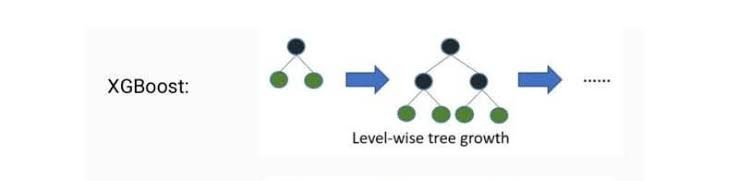 XGBoost:
......
Level-wise tree growth